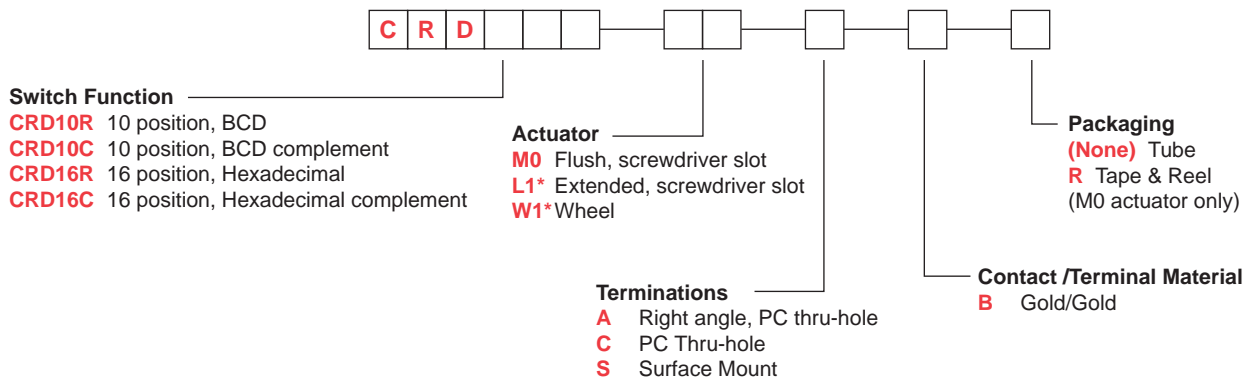 C R D
Switch Function
CRD10R 10 position, BCD
CRD10C 10 position, BCD complement
CRD16R 16 position, Hexadecimal
CRD16C 16 position, Hexadecimal complement
Actuator
M0 Flush, screwdriver slot
L1* Extended, screwdriver slot
W1* Wheel
Terminations
A Right angle, PC thru-hole
C PC Thru-hole
S Surface Mount
Contact /Terminal Material
B Gold/Gold
Packaging
(None) Tube
R Tape & Reel
(M0 actuator only)